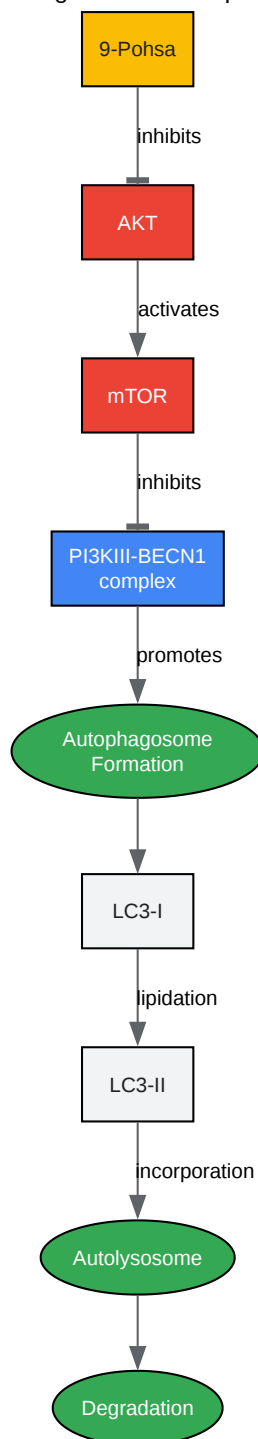 9-Pohsa
inhibits
AKT
activates
mTOR
inhibits
PI3KIII-BECN1
complex
promotes
Autophagosome
Formation
LC3-I
lipidation
LC3-II
incorporation
Autolysosome
Degradation